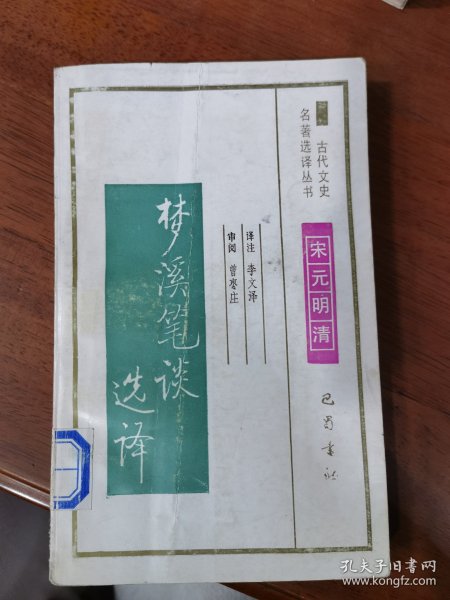 古代文史
名著选译丛书
宋元明清
巴蜀书社
译注 李文泽
审阅 曾枣庄
梦溪笔谈
选译
孔夫子旧书网
www.kongfz.com